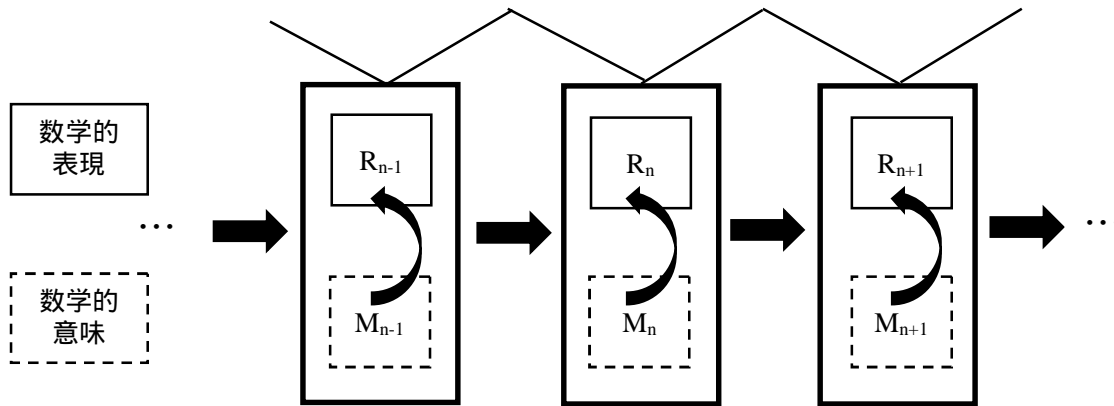 数学的
表現
R_{n-1}
R_n
R_{n+1}
…
..
数学的
意味
M_{n-1}
M_n
M_{n+1}